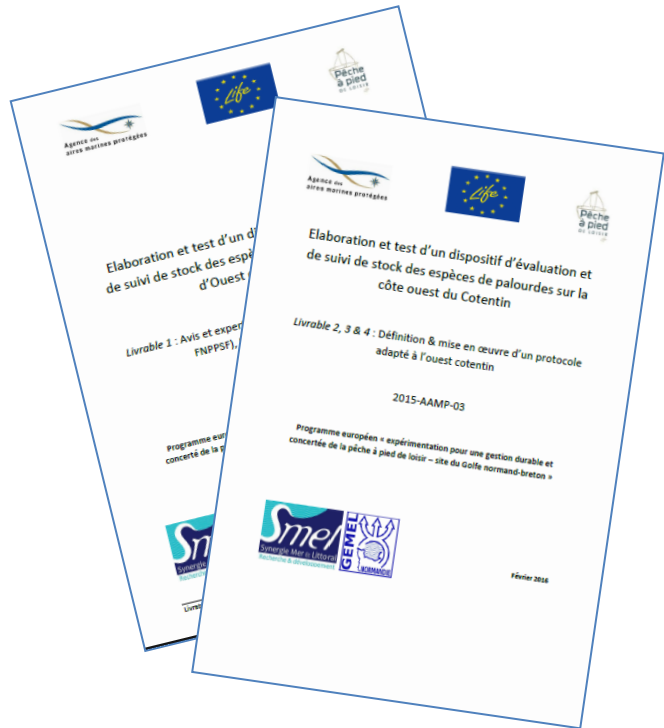 Agence des
aires marines protégées
Life
Pêche
à pied
DE LOISIR
Elaboration et test d'un
de suivi de stock des
d'Ouest
Livrable 1 : Avis et
FNPPSF),
Programme
concerté de la
Synergie
Recherche
Agence des
aires marines protégées
Life
Pêche
à pied
DE LOISIR
Elaboration et test d'un dispositif d'évaluation et
de suivi de stock des espèces de palourdes sur la
côte ouest du Cotentin
Livrable 2, 3 & 4 : Définition & mise en œuvre d'un protocole
adapté à l'ouest cotentin
2015-AAMP-03
Programme européen « expérimentation pour une gestion durable et
concertée de la pêche à pied de loisir – site du Golfe normand-breton »
Smel
Synergie Mer & Littoral
Recherche & développement
GEMEL
NORMANDIE
Février 2016